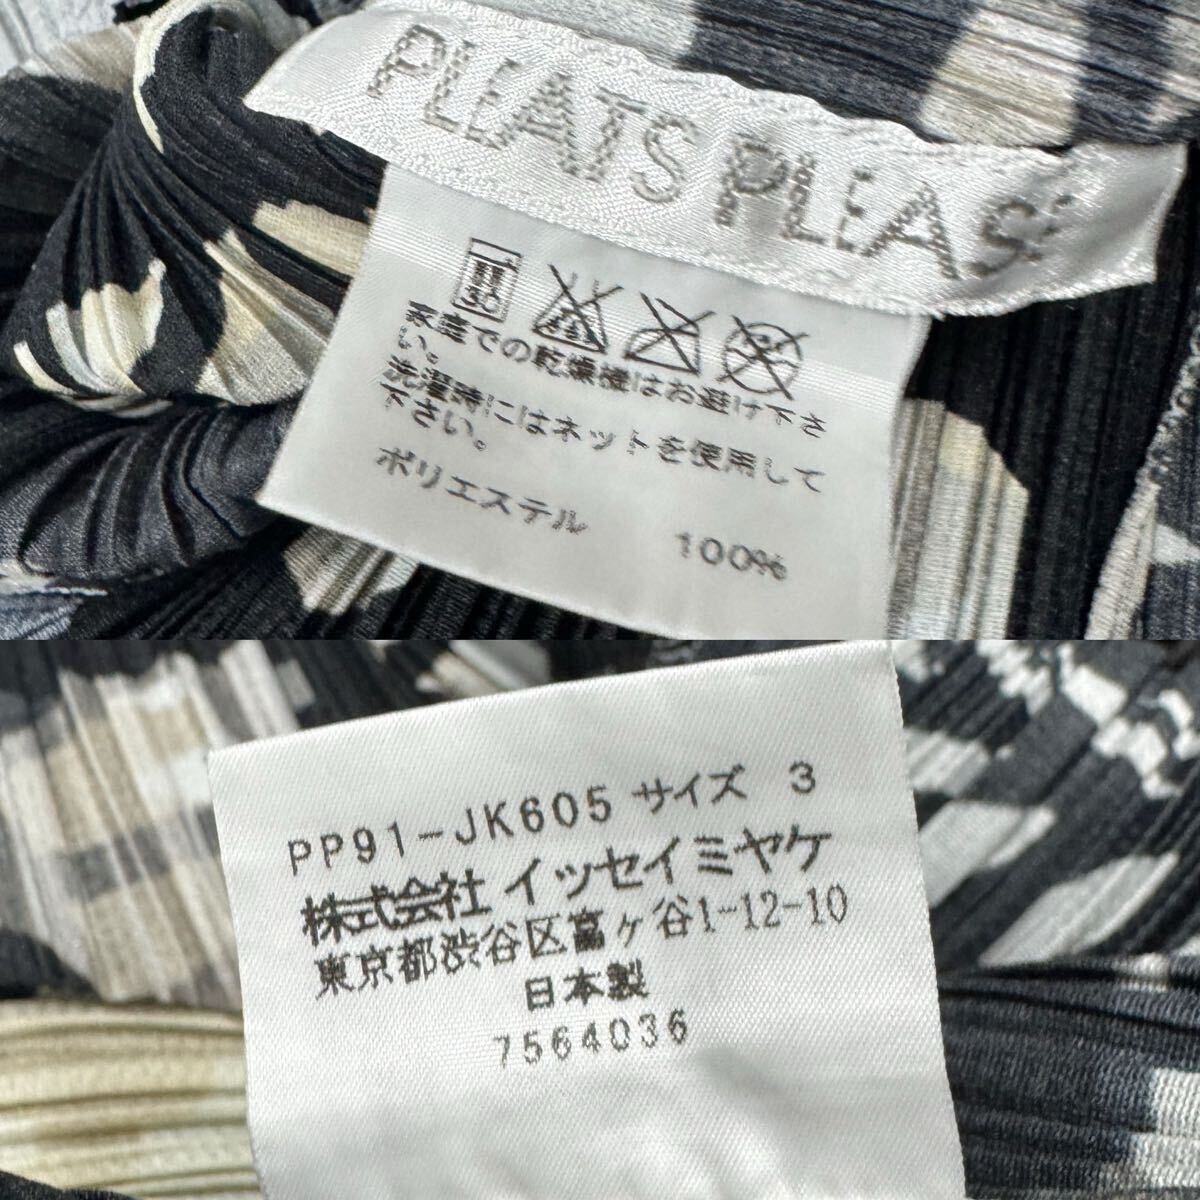 PLEATS PLEASE
水量での乾燥機はお避け下さ
い。
洗濯時にはネットを使用して
下さい。
ポリエステル 100%
PP91-JK605 サイズ 3
株式会社 イッセイミヤケ
東京都渋谷区富ヶ谷1-12-10
日本製
7564036